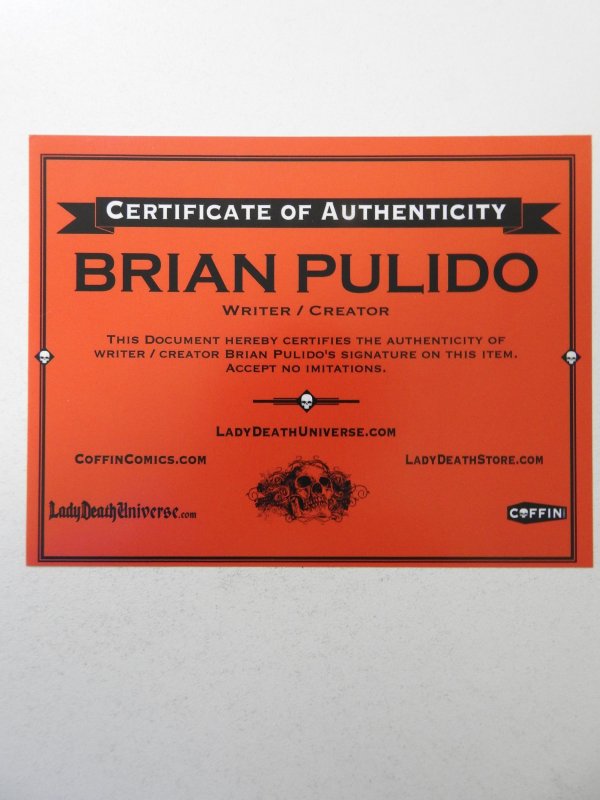 CERTIFICATE OF AUTHENTICITY
BRIAN PULIDO
WRITER / CREATOR
THIS DOCUMENT HEREBY CERTIFIES THE AUTHENTICITY OF
WRITER / CREATOR BRIAN PULIDO'S SIGNATURE ON THIS ITEM.
ACCEPT NO IMITATIONS.
LADYDEATHUNIVERSE.COM
COFFINCOMICS.COM
LADYDEATHSTORE.COM
LadyDeathUniverse.com
COFFIN